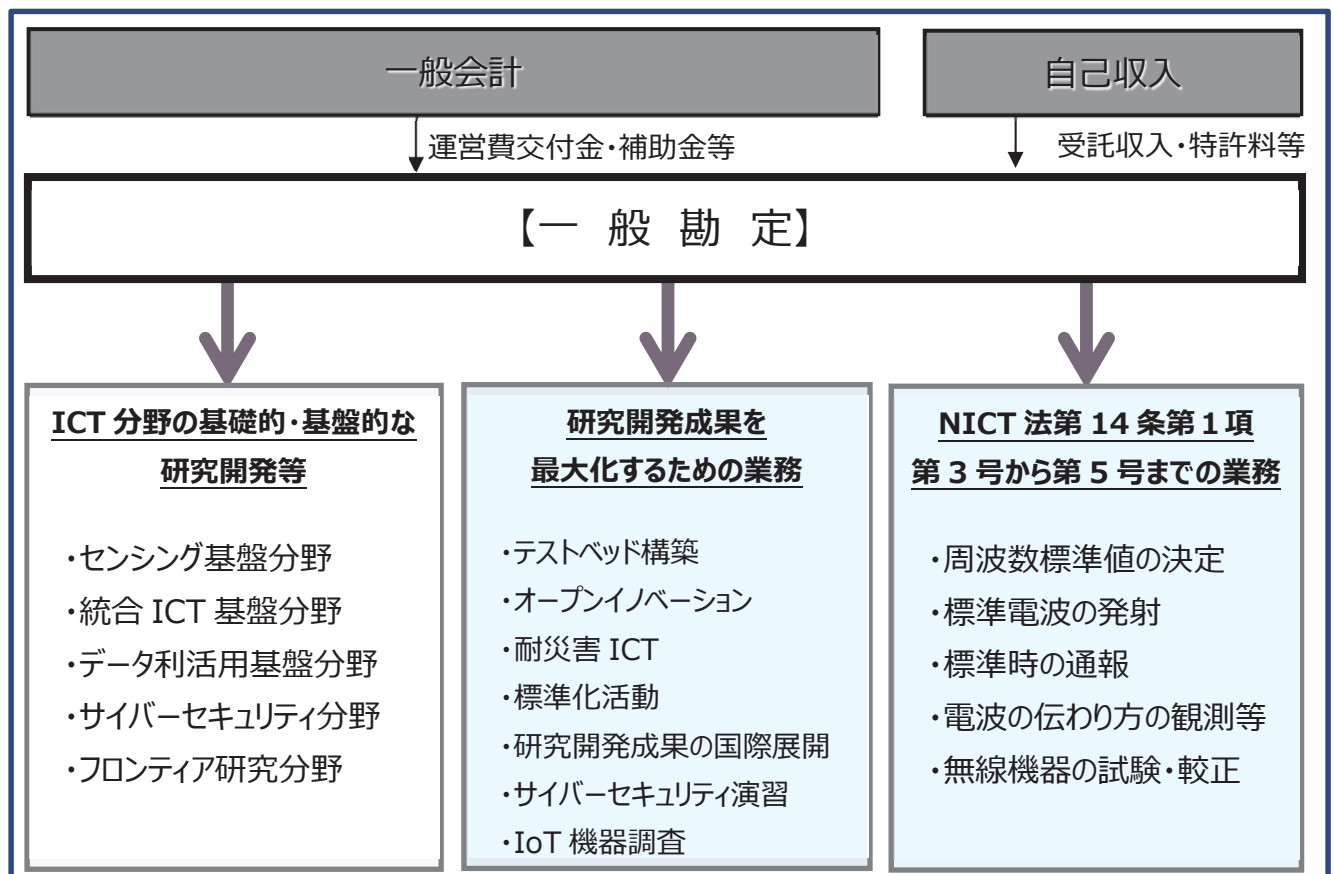 一般会計
自己収入
運営費交付金・補助金等
受託収入・特許料等
【一 般 勘 定】
ICT 分野の基礎的・基盤的な
研究開発等
・センシング基盤分野
・統合 ICT 基盤分野
・データ利活用基盤分野
・サイバーセキュリティ分野
・フロンティア研究分野
研究開発成果を
最大化するための業務
・テストベッド構築
・オープンイノベーション
・耐災害 ICT
・標準化活動
・研究開発成果の国際展開
・サイバーセキュリティ演習
・IoT 機器調査
NICT 法第 14 条第 1 項
第 3 号から第 5 号までの業務
・周波数標準値の決定
・標準電波の発射
・標準時の通報
・電波の伝わり方の観測等
・無線機器の試験・較正